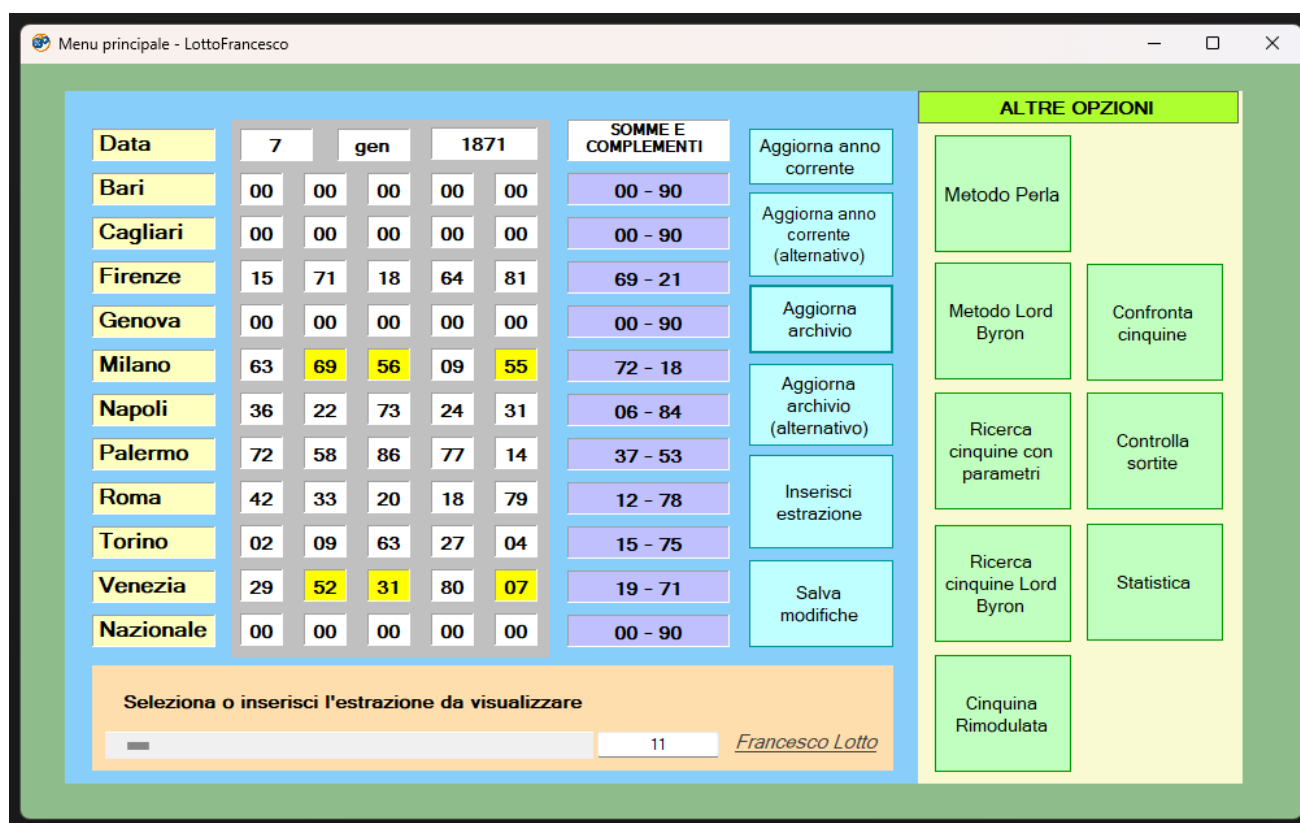 Menu principale - LottoFrancesco
Data 7 gen 1871
SOMME E
COMPLEMENTI
Bari 00 00 00 00 00 00 - 90
Cagliari 00 00 00 00 00 00 - 90
Firenze 15 71 18 64 81 69 - 21
Genova 00 00 00 00 00 00 - 90
Milano 63 69 56 09 55 72 - 18
Napoli 36 22 73 24 31 06 - 84
Palermo 72 58 86 77 14 37 - 53
Roma 42 33 20 18 79 12 - 78
Torino 02 09 63 27 04 15 - 75
Venezia 29 52 31 80 07 19 - 71
Nazionale 00 00 00 00 00 00 - 90
Aggiorna anno
corrente
Aggiorna anno
corrente
(alternativo)
Aggiorna
archivio
Aggiorna
archivio
(alternativo)
Inserisci
estrazione
Salva
modifiche
Seleziona o inserisci l'estrazione da visualizzare
11
Francesco Lotto
ALTRE OPZIONI
Metodo Perla
Metodo Lord
Byron
Confronta
cinquine
Ricerca
cinquine con
parametri
Controlla
sortite
Ricerca
cinquine Lord
Byron
Statistica
Cinquina
Rimodulata